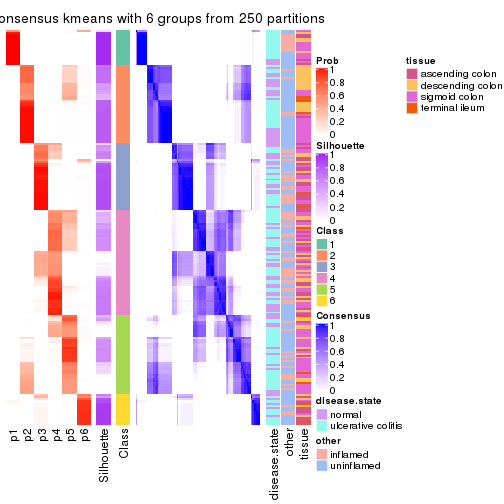 onsensus kmeans with 6 groups from 250 partitions
Prob
1
0.8
0.6
0.4
0.2
0
Silhouette
1
0.8
0.6
0.4
0.2
0
Class
1
2
3
4
5
6
Consensus
1
0.8
0.6
0.4
0.2
0
disease.state
normal
ulcerative colitis
other
inflamed
uninflamed
tissue
ascending colon
descending colon
sigmoid colon
terminal ileum
p1
p2
p3
p4
p5
p6
Silhouette
Class
disease.state
other
tissue